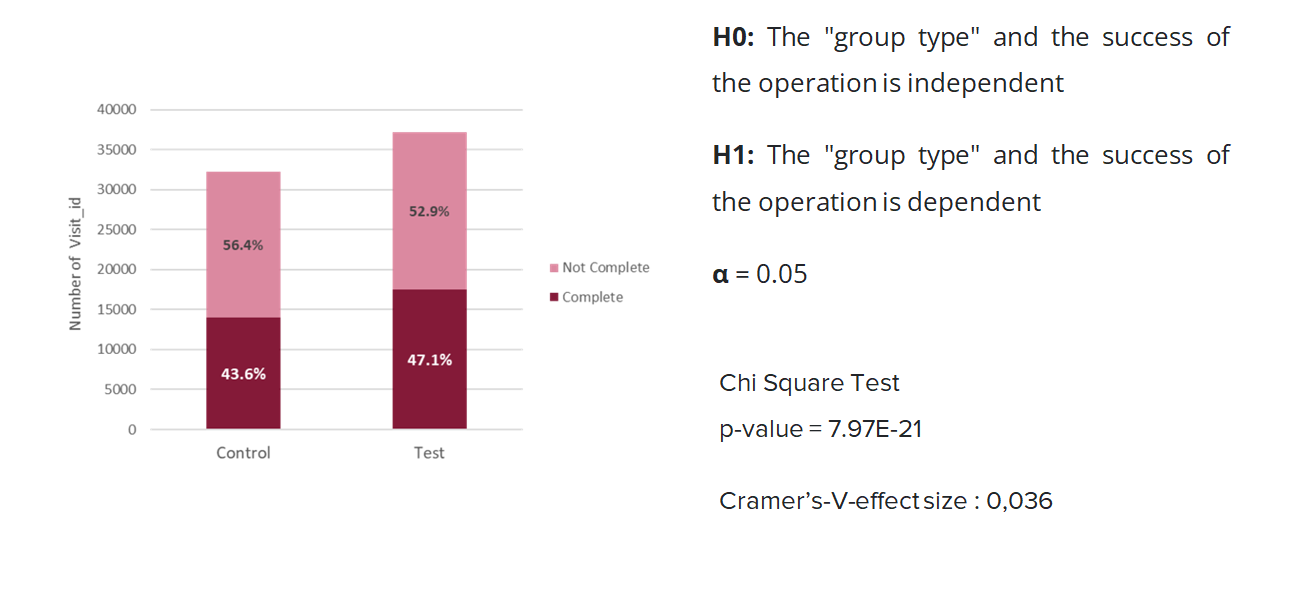 40000
35000
30000
25000
20000
15000
10000
5000
0
Number of Visit_id
56.4%
43.6%
52.9%
47.1%
Control
Test
Not Complete
Complete
H0: The "group type" and the success of
the operation is independent
H1: The "group type" and the success of
the operation is dependent
α = 0.05
Chi Square Test
p-value = 7.97E-21
Cramer's-V-effect size : 0,036